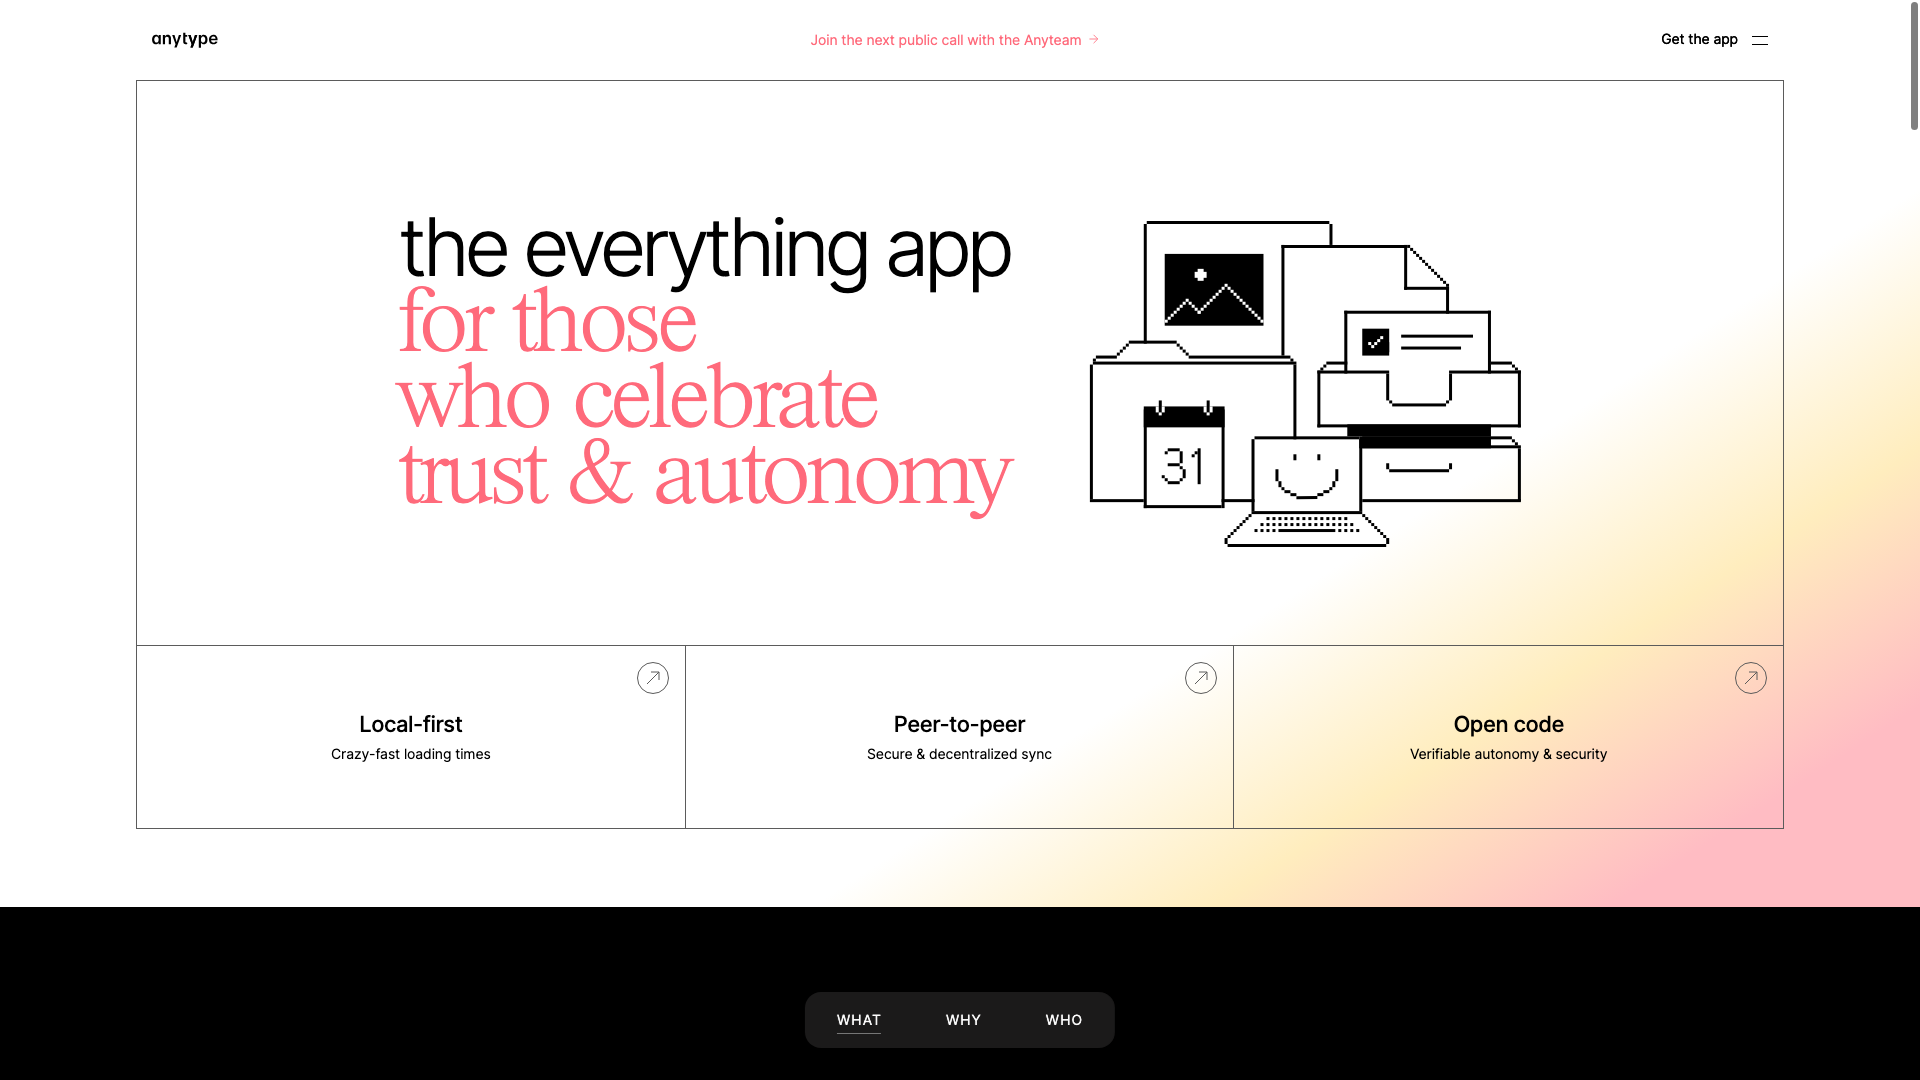 anytype
Join the next public call with the Anyteam →
Get the app
the everything app
for those
who celebrate
trust & autonomy
31
Local-first
Crazy-fast loading times
Peer-to-peer
Secure & decentralized sync
Open code
Verifiable autonomy & security
WHAT
WHY
WHO